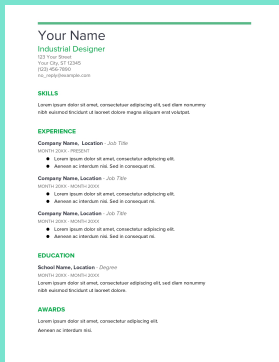 Your Name
Industrial Designer
123 Your Street
Your City, ST 12345
(123) 456-7890
no_reply@example.com
SKILLS
Lorem ipsum dolor sit amet, consectetuer adipiscing elit, sed diam nonummy
nibh euismod tincidunt ut laoreet dolore magna aliquam erat volutpat.
EXPERIENCE
Company Name, Location - Job Title
MONTH 20XX - PRESENT
● Lorem ipsum dolor sit amet, consectetur adipiscing elit.
● Aenean ac interdum nisi. Sed in consequat mi.
Company Name, Location - Job Title
MONTH 20XX - MONTH 20XX
● Lorem ipsum dolor sit amet, consectetur adipiscing elit.
● Aenean ac interdum nisi. Sed in consequat mi.
Company Name, Location - Job Title
MONTH 20XX - MONTH 20XX
● Lorem ipsum dolor sit amet, consectetur adipiscing elit.
● Aenean ac interdum nisi. Sed in consequat mi.
EDUCATION
School Name, Location - Degree
MONTH 20XX - MONTH 20XX
Lorem ipsum dolor sit amet, consectetuer adipiscing elit, sed diam nonummy
nibh euismod tincidunt ut laoreet dolore.
AWARDS
Lorem ipsum dolor sit amet, consectetur adipiscing elit.
Aenean ac interdum nisi.